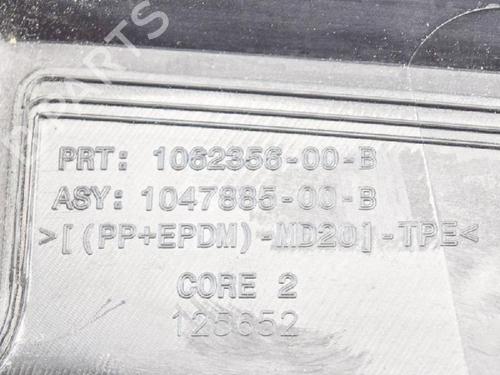 PRT: 1062356-00-B
ASY: 1047885-00-B
>[(PP+EPDM)-MD20]-TPE<
CORE 2
125652